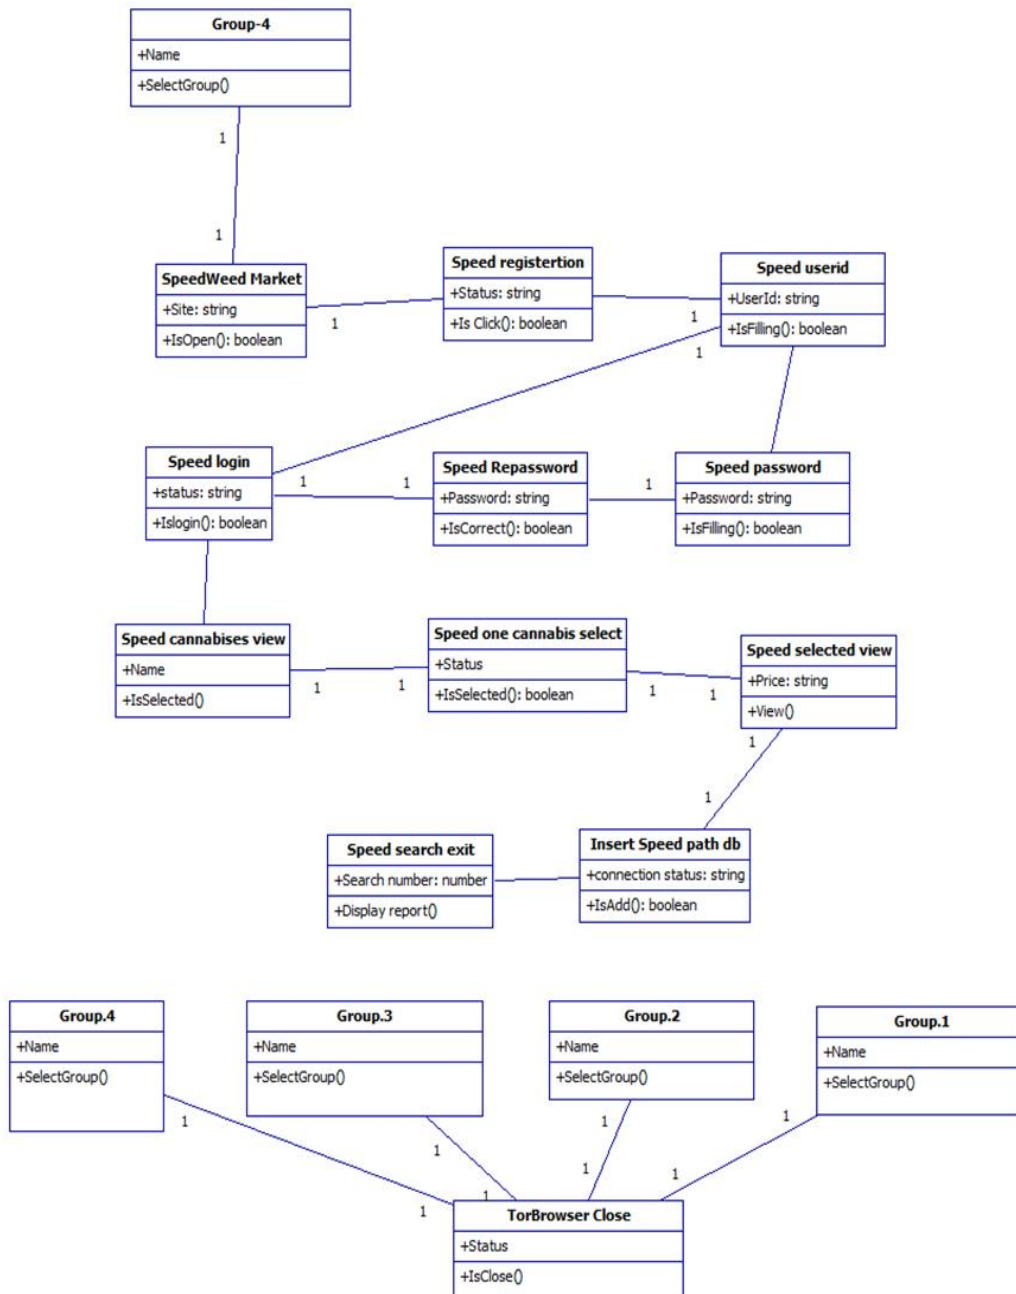 Group-4
+Name
+SelectGroup()
1
1
SpeedWeed Market
+Site: string
+IsOpen(): boolean
1
Speed registertion
+Status: string
+Is Click(): boolean
1
Speed userid
+UserId: string
+IsFilling(): boolean
1
Speed login
+status: string
+Islogin(): boolean
1
1
Speed Repassword
+Password: string
+IsCorrect(): boolean
1
Speed password
+Password: string
+IsFilling(): boolean
Speed cannabises view
+Name
+IsSelected()
1
1
Speed one cannabis select
+Status
+IsSelected(): boolean
1
1
Speed selected view
+Price: string
+View()
1
1
Speed search exit
+Search number: number
+Display report()
Insert Speed path db
+connection status: string
+IsAdd(): boolean
Group.4
+Name
+SelectGroup()
1
Group.3
+Name
+SelectGroup()
1
Group.2
+Name
+SelectGroup()
1
Group.1
+Name
+SelectGroup()
1
1
1
1
1
TorBrowser Close
+Status
+IsClose()